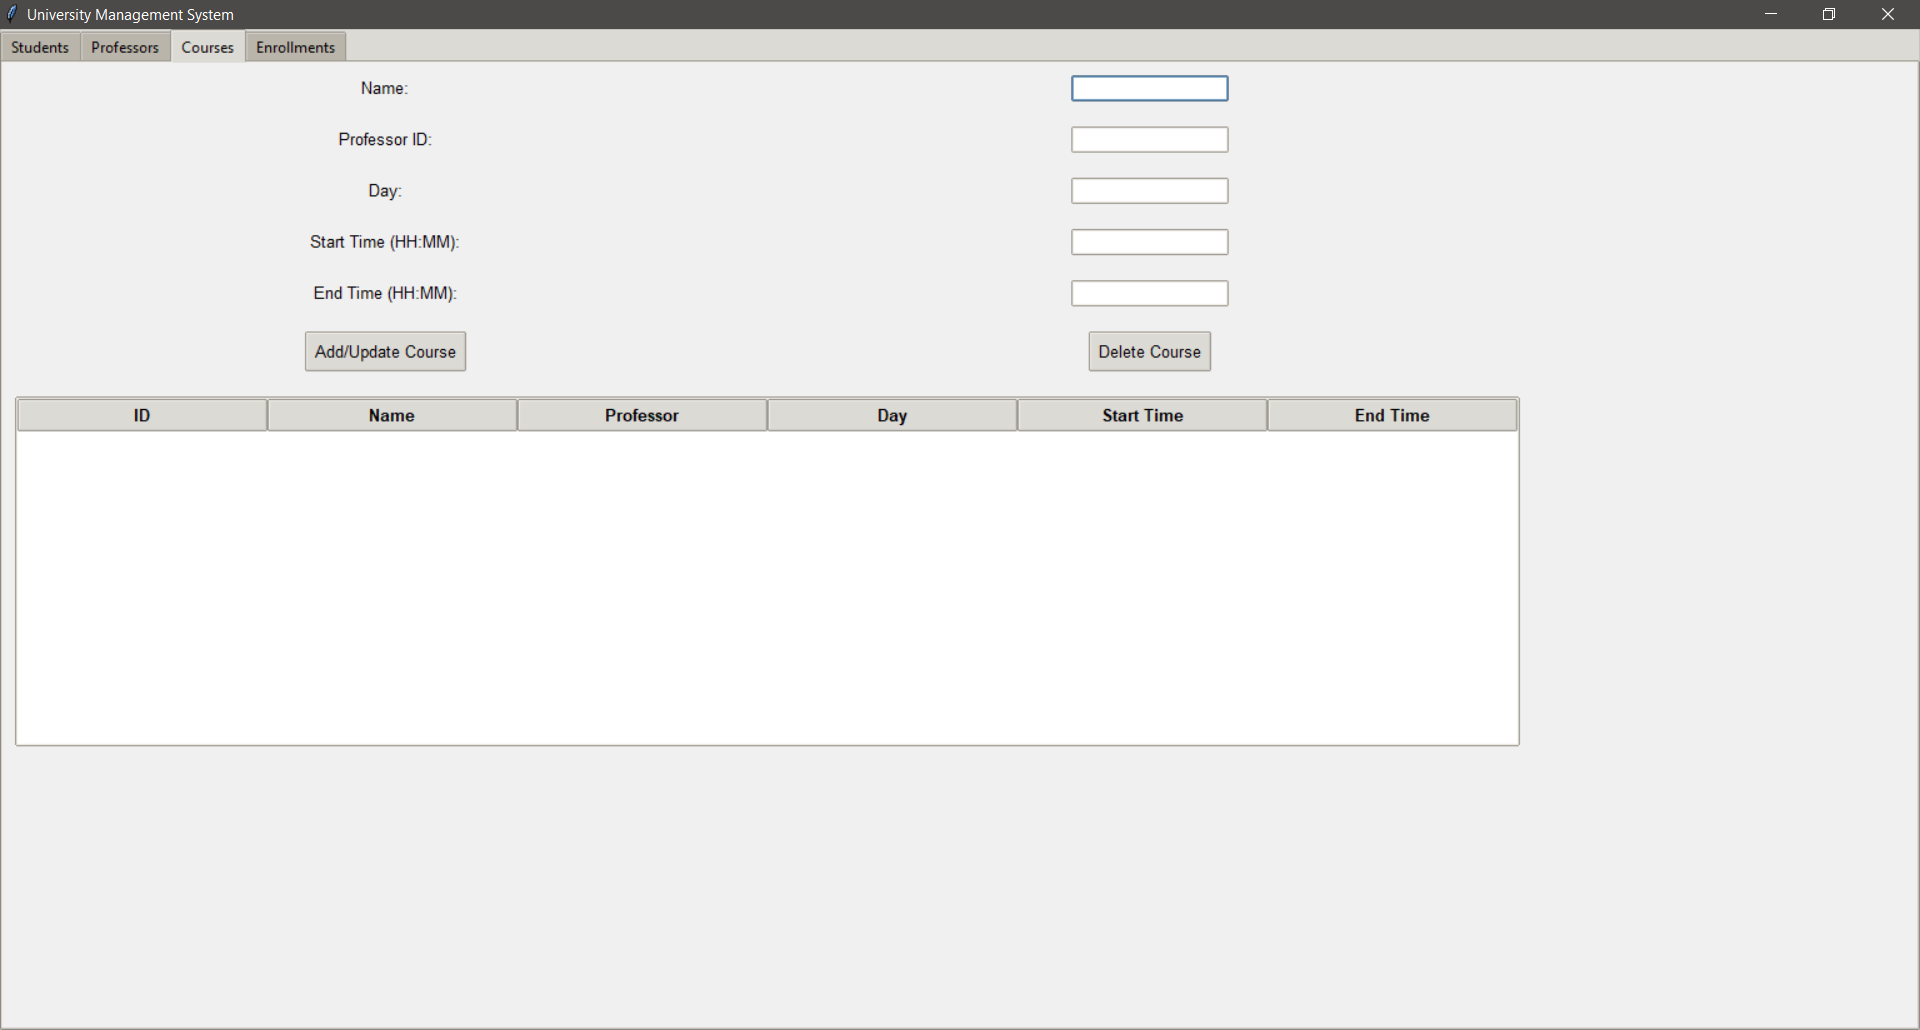 University Management System
Students Professors Courses Enrollments
Name:
Professor ID:
Day:
Start Time (HH:MM):
End Time (HH:MM):
Add/Update Course Delete Course
ID Name Professor Day Start Time End Time